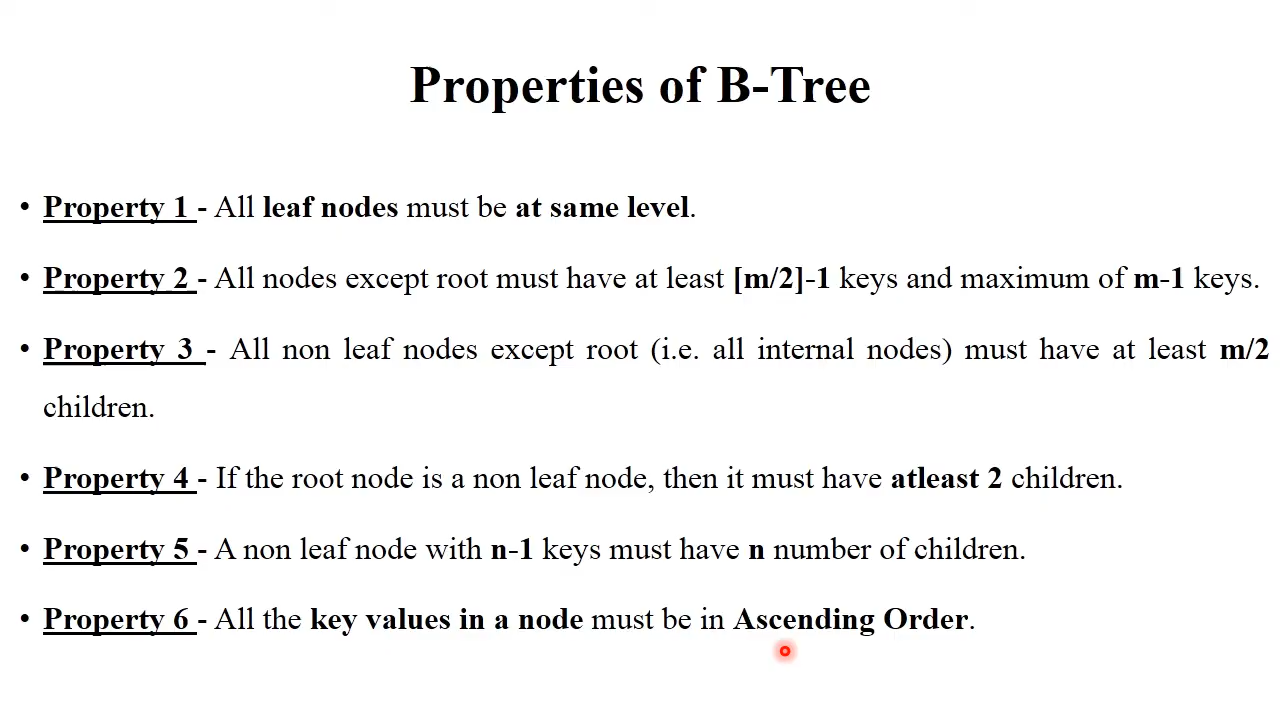 Properties of B-Tree
• Property 1 - All leaf nodes must be at same level.
• Property 2 - All nodes except root must have at least [m/2]-1 keys and maximum of m-1 keys.
• Property 3 - All non leaf nodes except root (i.e. all internal nodes) must have at least m/2
children.
• Property 4 - If the root node is a non leaf node, then it must have atleast 2 children.
• Property 5 - A non leaf node with n-1 keys must have n number of children.
• Property 6 - All the key values in a node must be in Ascending Order.